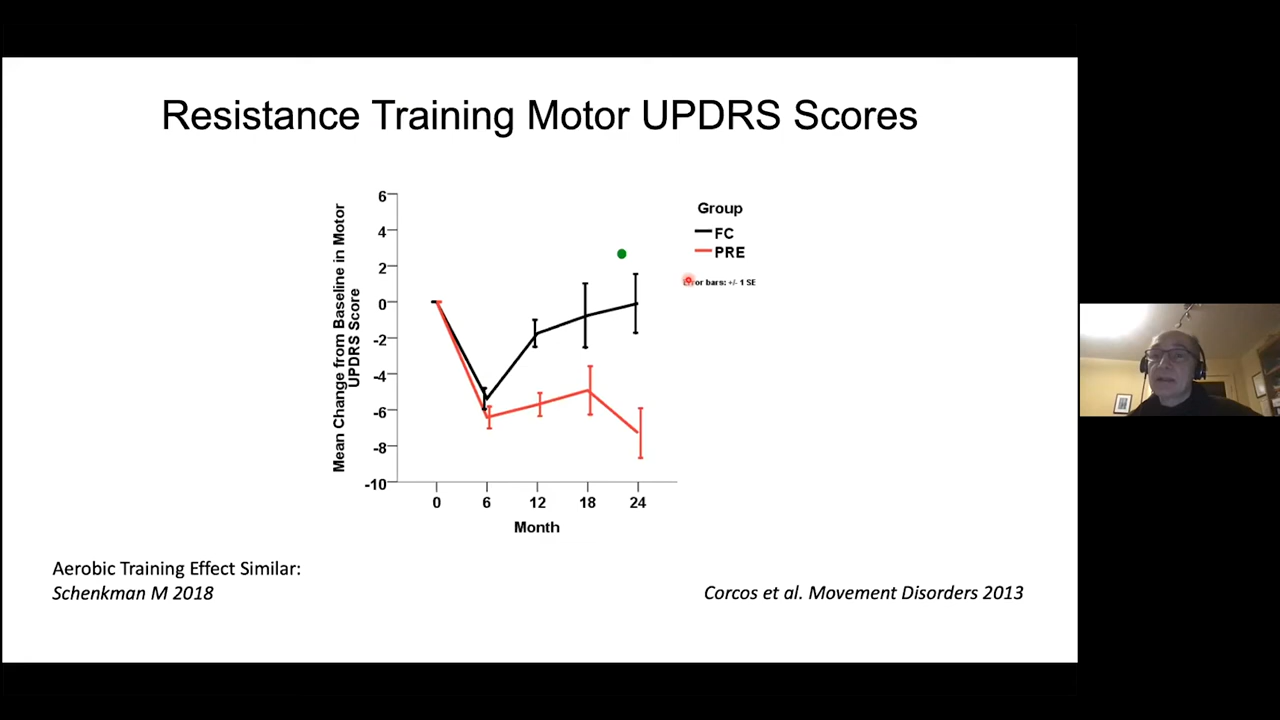 Resistance Training Motor UPDRS Scores
Mean Change from Baseline in Motor
UPDRS Score
6
4
2
0
-2
-4
-6
-8
-10
0 6 12 18 24
Month
Group
FC
PRE
bars: +/- 1 SE
Aerobic Training Effect Similar:
Schenkman M 2018
Corcos et al. Movement Disorders 2013